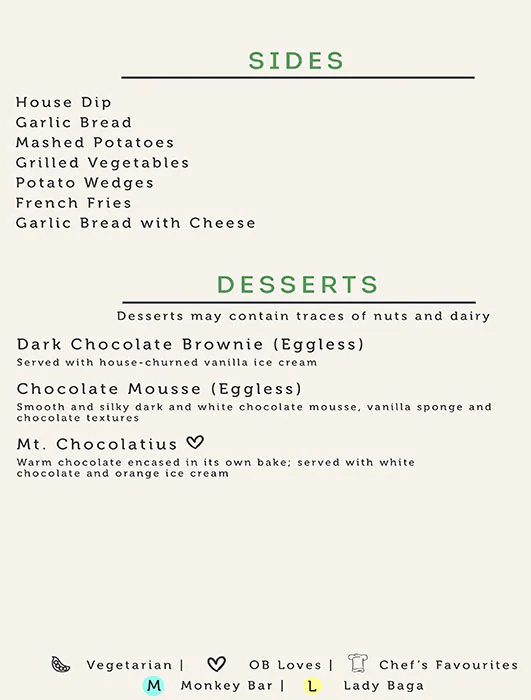 SIDES
House Dip
Garlic Bread
Mashed Potatoes
Grilled Vegetables
Potato Wedges
French Fries
Garlic Bread with Cheese
DESSERTS
Desserts may contain traces of nuts and dairy
Dark Chocolate Brownie (Eggless)
Served with house-churned vanilla ice cream
Chocolate Mousse (Eggless)
Smooth and silky dark and white chocolate mousse, vanilla sponge and
chocolate textures
Mt. Chocolatius
Warm chocolate encased in its own bake; served with white
chocolate and orange ice cream
Vegetarian | OB Loves | Chef's Favourites
M Monkey Bar | L Lady Baga